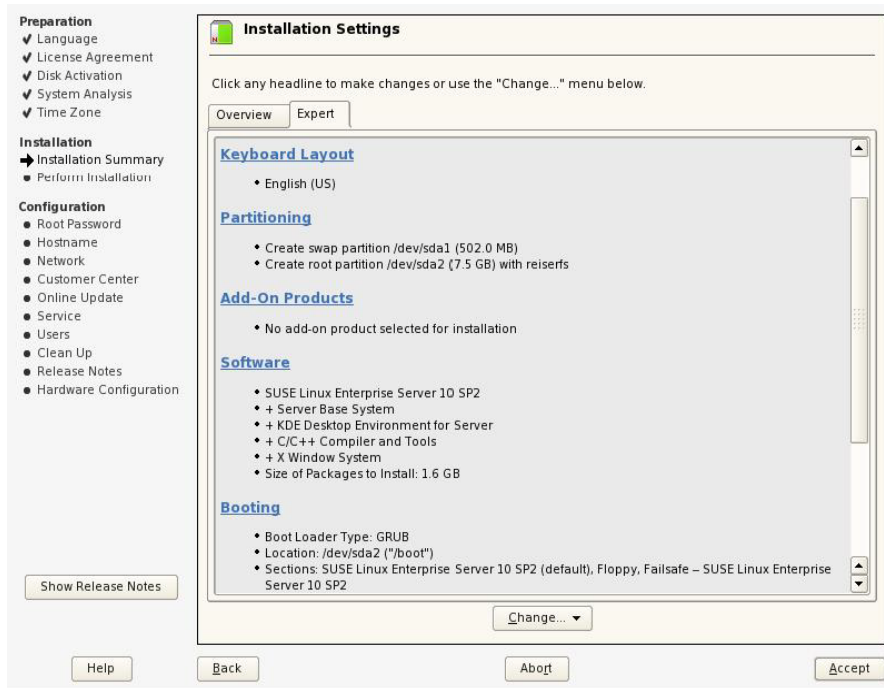 Preparation
Language
License Agreement
Disk Activation
System Analysis
Time Zone
Installation
Installation Summary
Perform Installation
Configuration
Root Password
Hostname
Network
Customer Center
Online Update
Service
Users
Clean Up
Release Notes
Hardware Configuration
Show Release Notes
Help
N
Installation Settings
Click any headline to make changes or use the "Change..." menu below.
Overview
Expert
Keyboard Layout
• English (US)
Partitioning
• Create swap partition /dev/sda1 (502.0 MB)
• Create root partition /dev/sda2 (7.5 GB) with reiserfs
Add-On Products
• No add-on product selected for installation
Software
• SUSE Linux Enterprise Server 10 SP2
• + Server Base System
• + KDE Desktop Environment for Server
• + C/C++ Compiler and Tools
• + X Window System
• Size of Packages to Install: 1.6 GB
Booting
• Boot Loader Type: GRUB
• Location: /dev/sda2 ("/boot")
• Sections: SUSE Linux Enterprise Server 10 SP2 (default), Floppy, Failsafe – SUSE Linux Enterprise
Server 10 SP2
Change...
Back
Abort
Accept